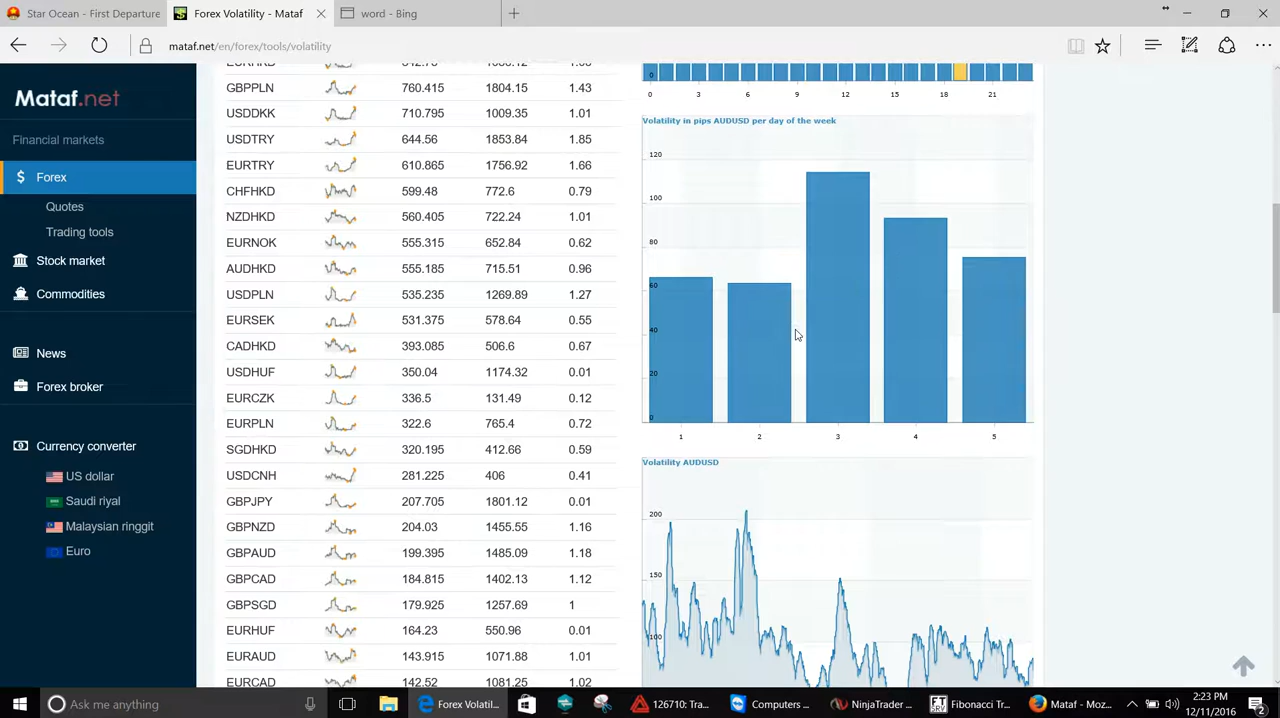 Star Ocean - First Departure
Forex Volatility - Mataf
word - Bing
mataf.net/en/forex/tools/volatility
Mataf.net
Financial markets
Forex
Quotes
Trading tools
Stock market
Commodities
News
Forex broker
Currency converter
US dollar
Saudi riyal
Malaysian ringgit
Euro
GBPPLN 760.415 1804.15 1.43
USDDKK 710.795 1009.35 1.01
USDTRY 644.56 1853.84 1.85
EURTRY 610.865 1756.92 1.66
CHFHKD 599.48 772.6 0.79
NZDHKD 560.405 722.24 1.01
EURNOK 555.315 652.84 0.62
AUDHKD 555.185 715.51 0.96
USDPLN 535.235 1269.89 1.27
EURSEK 531.375 578.64 0.55
CADHKD 393.085 506.6 0.67
USDHUF 350.04 1174.32 0.01
EURCZK 336.5 131.49 0.12
EURPLN 322.6 765.4 0.72
SGDHKD 320.195 412.66 0.59
USDCNH 281.225 406 0.41
GBPJPY 207.705 1801.12 0.01
GBPNZD 204.03 1455.55 1.16
GBPAUD 199.395 1485.09 1.18
GBPCAD 184.815 1402.13 1.12
GBPSGD 179.925 1257.69 1
EURHUF 164.23 550.96 0.01
EURAUD 143.915 1071.88 1.01
EURCAD 142.52 1081.25 1.02
0
0 3 6 9 12 15 18 21
Volatility in pips AUDUSD per day of the week
120
100
80
60
40
20
0
1 2 3 4 5
Volatility AUDUSD
200
150
100
Ask me anything
Forex Volatil...
126710: Tra...
Computers ...
NinjaTrader ...
Fibonacci Tr...
Mataf - Moz...
2:23 PM
12/11/2016